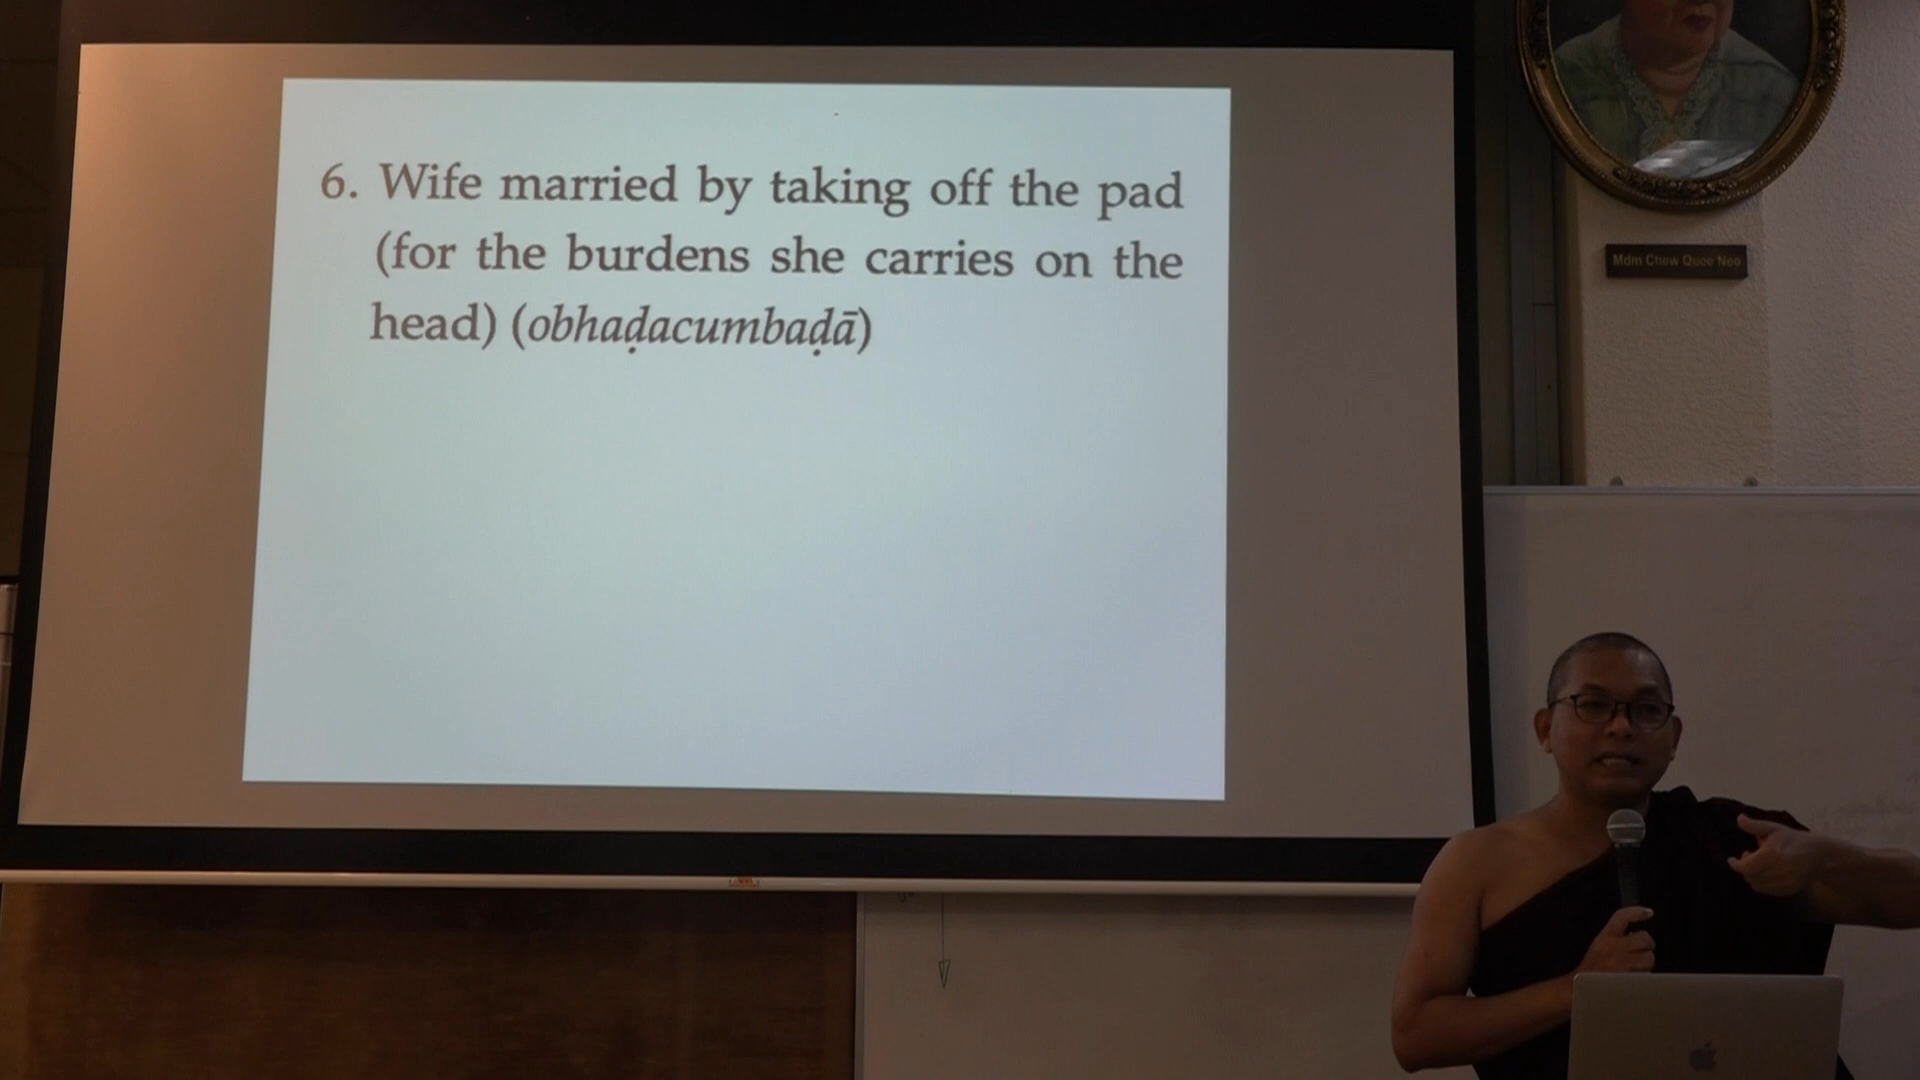 6. Wife married by taking off the pad
(for the burdens she carries on the
head) (obhaḍacumbaḍā)
Mdm Chew Quee Neo